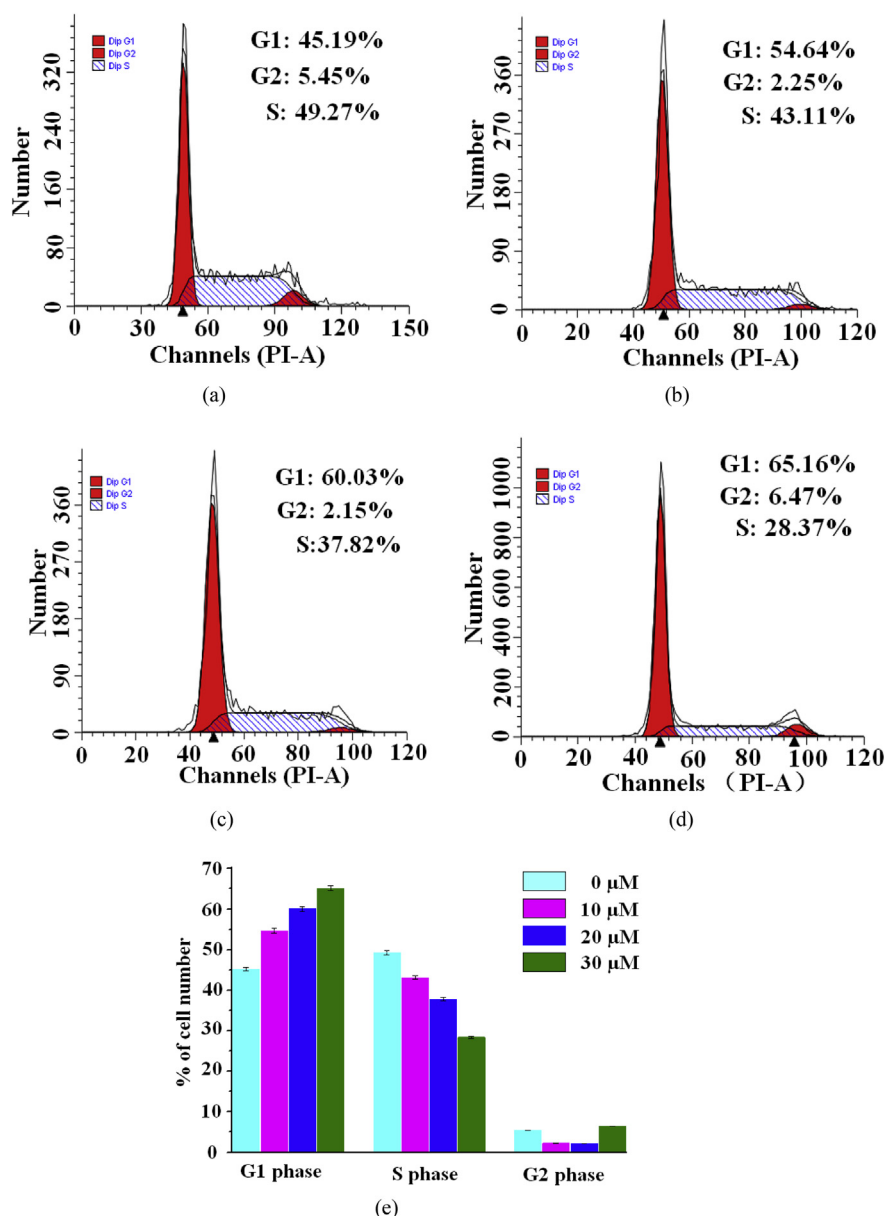 Dip G1
Dip G2
Dip S
G1: 45.19%
G2: 5.45%
S: 49.27%
Number
320
240
160
80
0
0 30 60 90 120 150
Channels (PI-A)
(a)
Dip G1
Dip G2
Dip S
G1: 54.64%
G2: 2.25%
S: 43.11%
Number
360
270
180
90
0
0 20 40 60 80 100 120
Channels (PI-A)
(b)
Dip G1
Dip G2
Dip S
G1: 60.03%
G2: 2.15%
S:37.82%
Number
360
270
180
90
0
0 20 40 60 80 100 120
Channels (PI-A)
(c)
Dip G1
Dip G2
Dip S
G1: 65.16%
G2: 6.47%
S: 28.37%
Number
1000
800
600
400
200
0
0 20 40 60 80 100 120
Channels （PI-A）
(d)
% of cell number
70
60
50
40
30
20
10
0
0 µM
10 µM
20 µM
30 µM
G1 phase S phase G2 phase
(e)